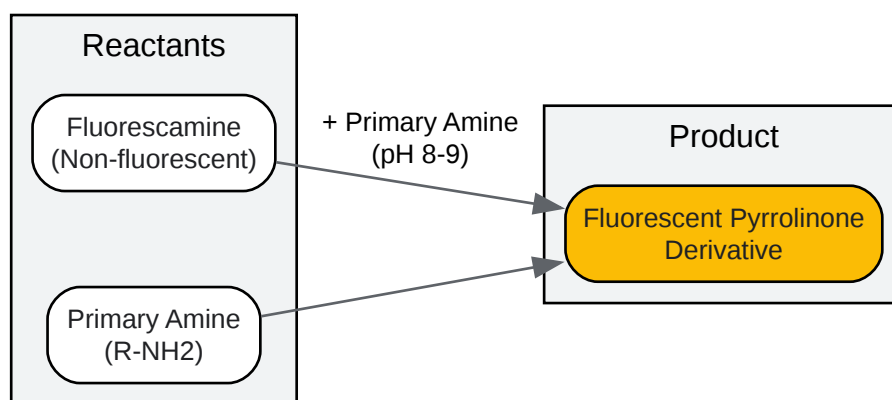 Reactants
Fluorescamine
(Non-fluorescent)
+ Primary Amine
(pH 8-9)
Product
Fluorescent Pyrrolinone
Derivative
Primary Amine
(R-NH2)